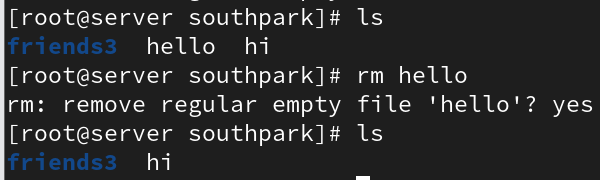 [root@server southpark]# ls
friends3  hello  hi
[root@server southpark]# rm hello
rm: remove regular empty file 'hello'? yes
[root@server southpark]# ls
friends3  hi